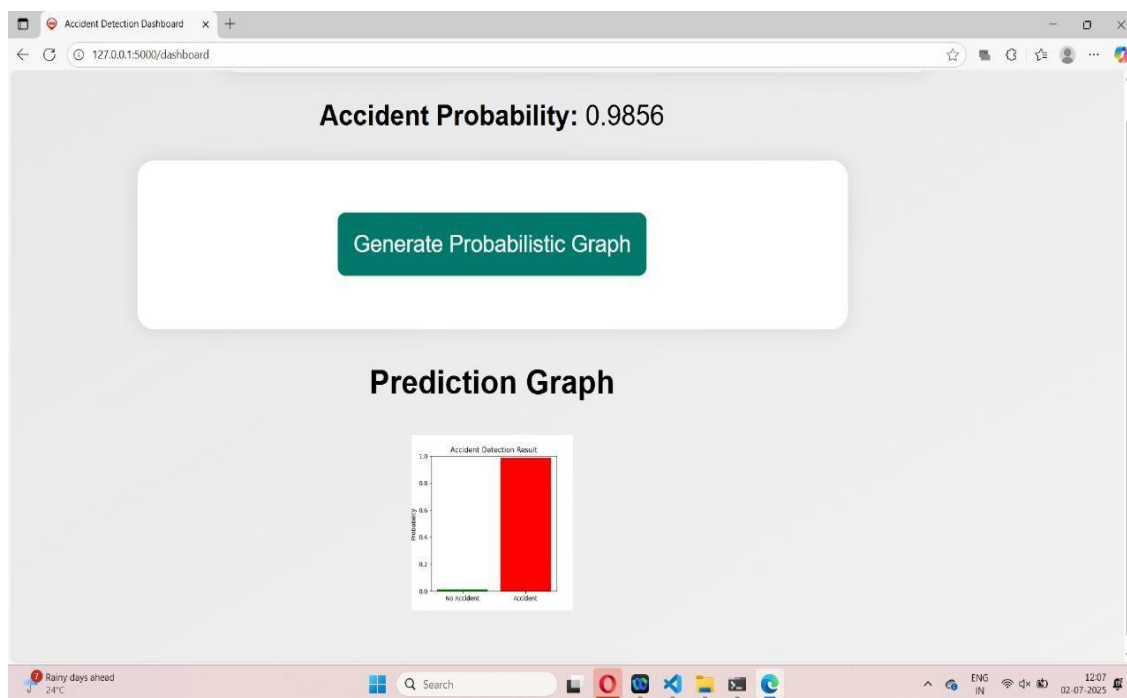 Accident Detection Dashboard
127.0.0.1:5000/dashboard
Accident Probability: 0.9856
Generate Probabilistic Graph
Prediction Graph
Accident Detection Result
1.0
0.8
0.6
0.4
0.2
0.0
Probability
No Accident
Accident
7
Rainy days ahead
24°C
Search
ENG
IN
12:07
02-07-2025